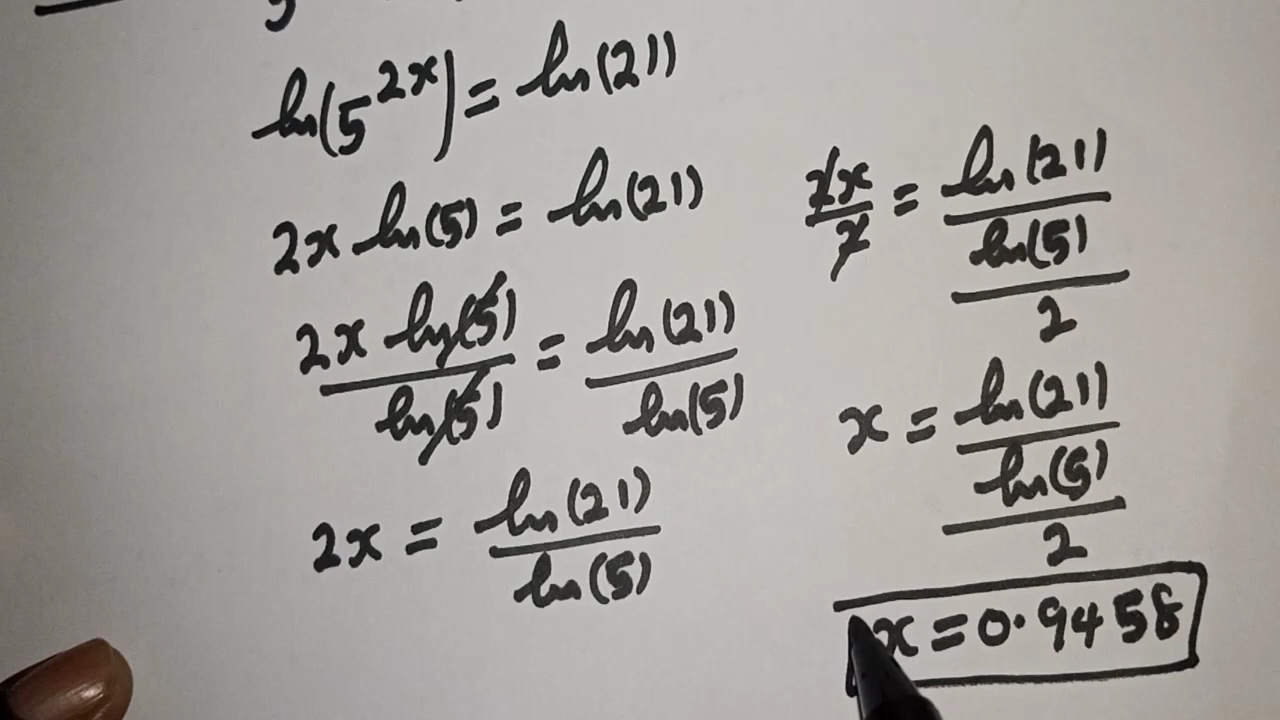 ln(5^2x) = ln(21)
2x ln(5) = ln(21)
2x ln(5) / ln(5) = ln(21) / ln(5)
2x = ln(21) / ln(5)
2x / 2 = ln(21) / ln(5) / 2
x = ln(21) / ln(5) / 2
x = 0.9458